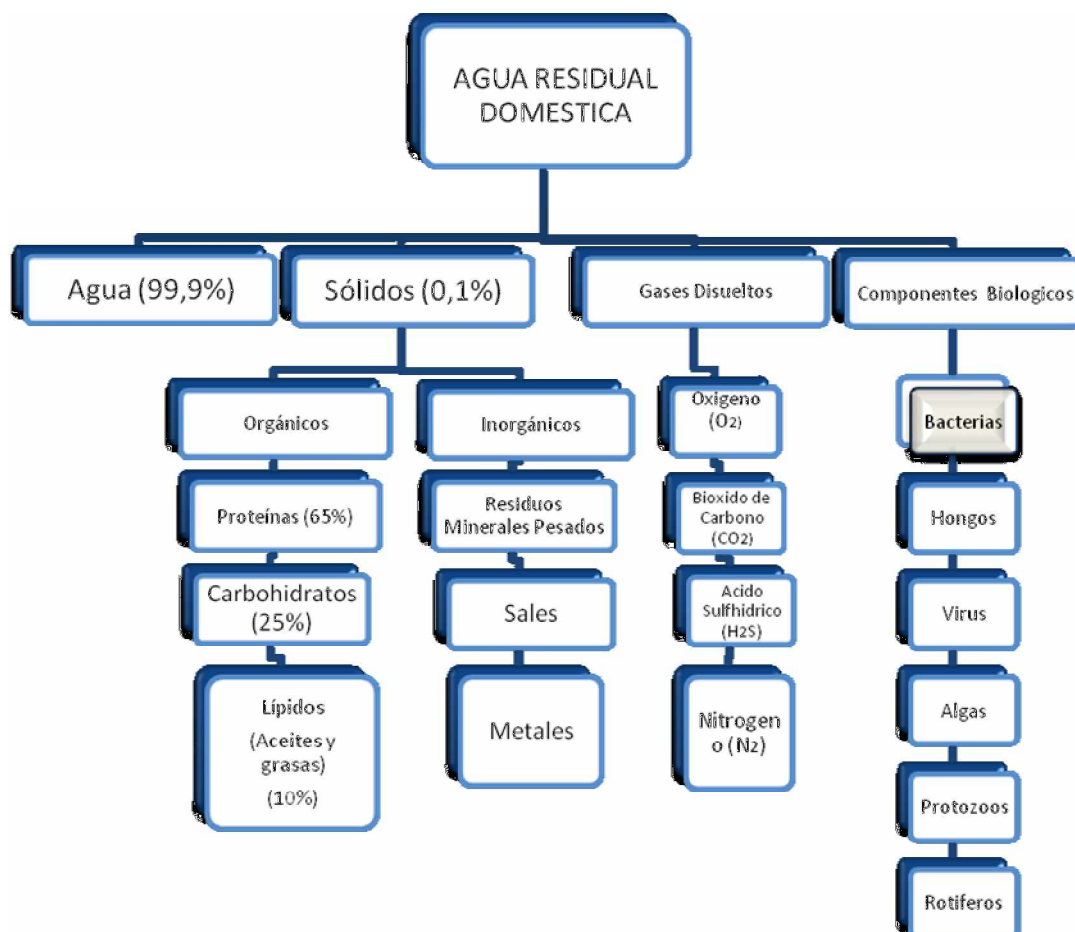 AGUA RESIDUAL
DOMESTICA
Agua (99,9%)
Sólidos (0,1%)
Gases Disueltos
Componentes Biologicos
Orgánicos
Proteínas (65%)
Carbohidratos
(25%)
Lípidos
(Aceites y
grasas)
(10%)
Inorgánicos
Residuos
Minerales Pesados
Sales
Metales
Oxigeno
(O2)
Bioxido de
Carbono
(CO2)
Acido
Sulfhidrico
(H2S)
Nitrogen
o (N2)
Bacterias
Hongos
Virus
Algas
Protozoos
Rotiferos